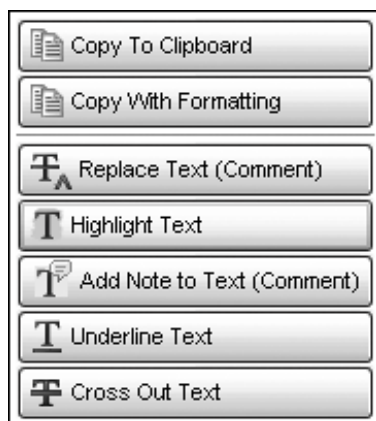 Copy To Clipboard
Copy With Formatting
Replace Text (Comment)
Highlight Text
Add Note to Text (Comment)
Underline Text
Cross Out Text